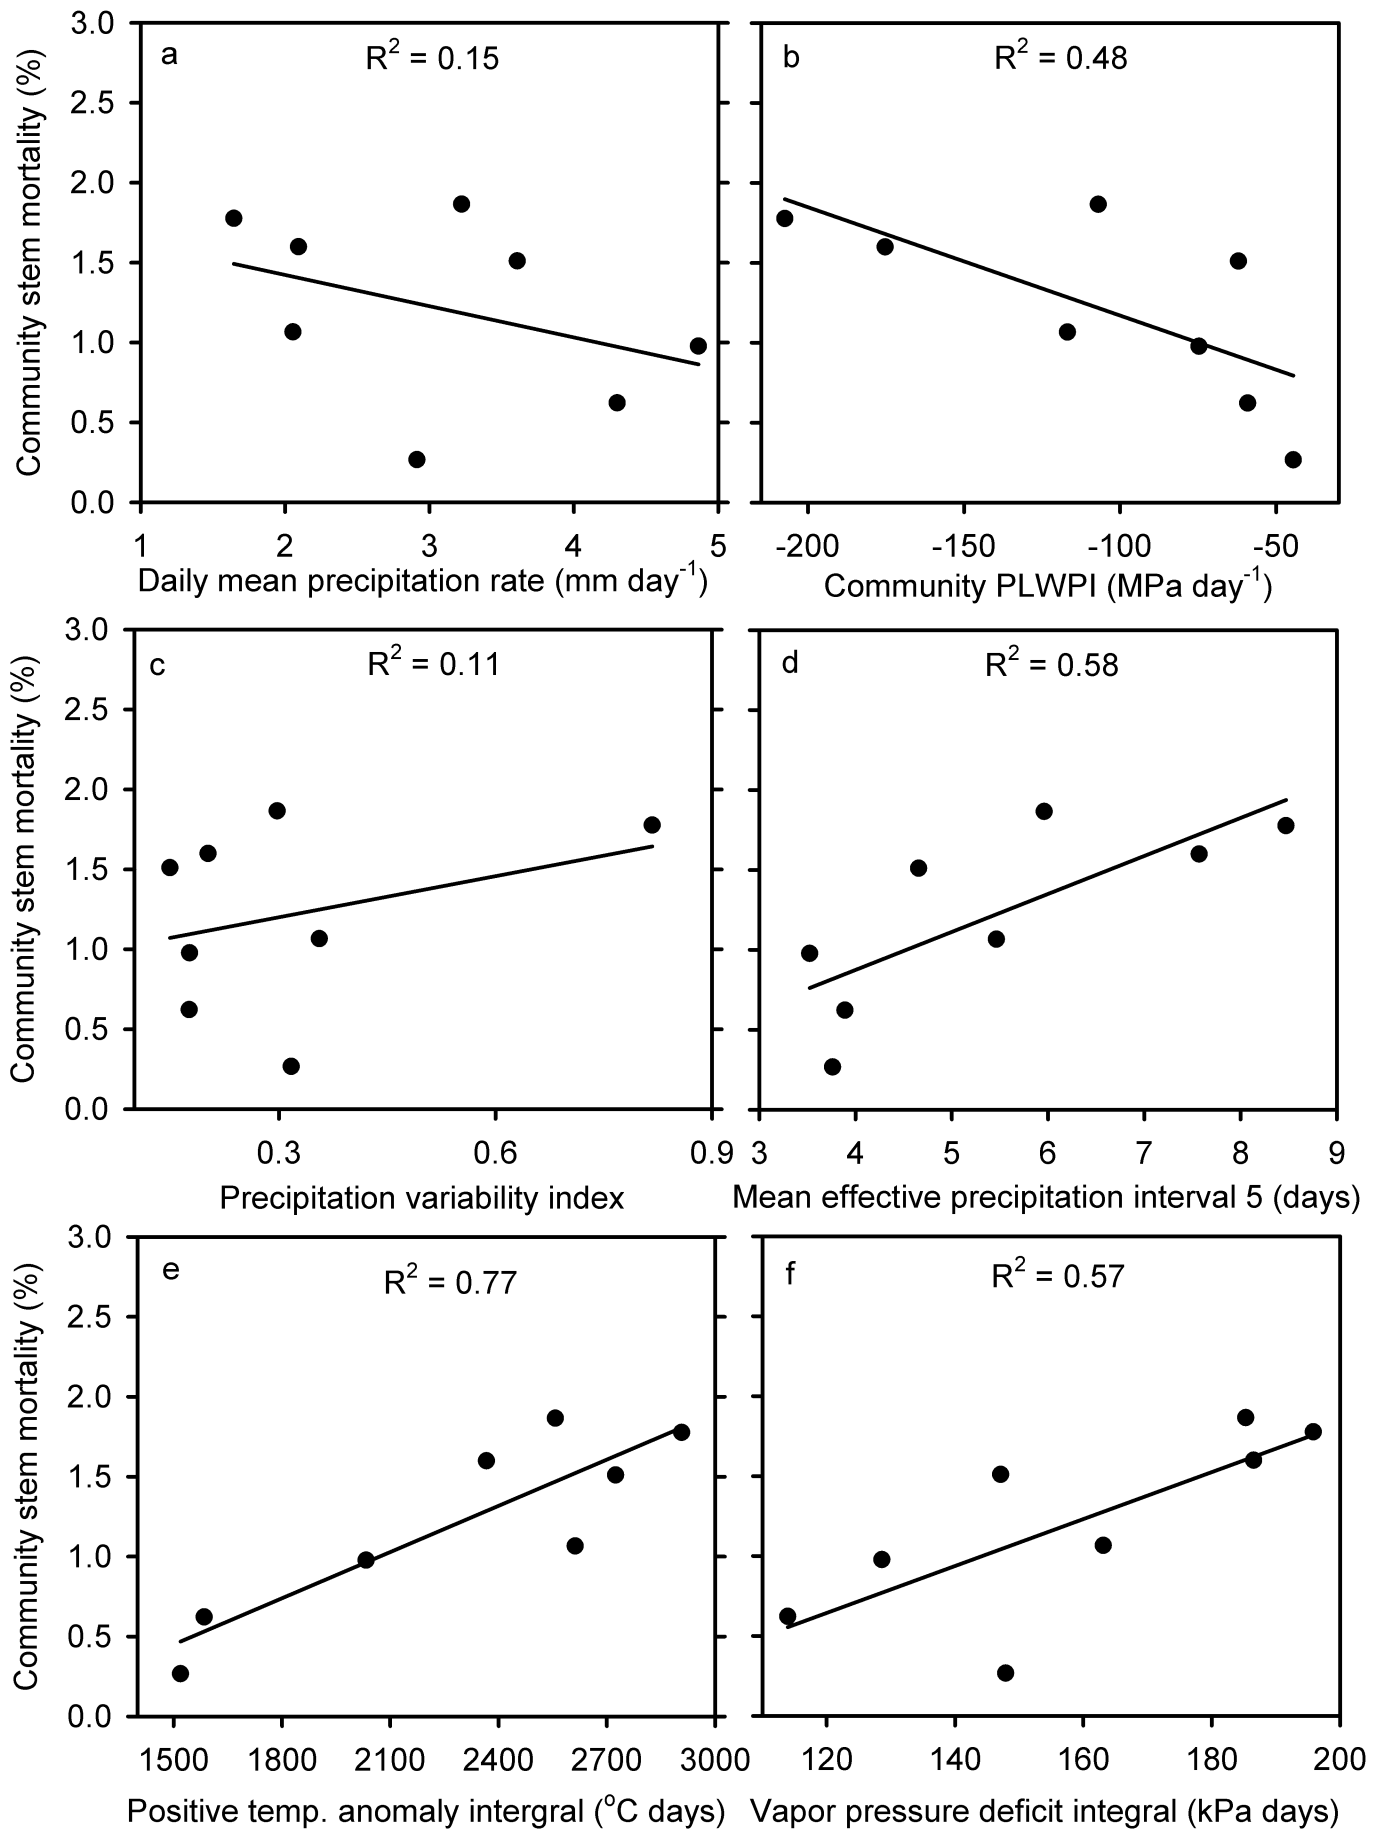 Community stem mortality (%)
3.0
2.5
2.0
1.5
1.0
0.5
0.0
a
R² = 0.15
1 2 3 4 5
Daily mean precipitation rate (mm day⁻¹)
b
R² = 0.48
-200 -150 -100 -50
Community PLWPI (MPa day⁻¹)
Community stem mortality (%)
3.0
2.5
2.0
1.5
1.0
0.5
0.0
c
R² = 0.11
0.3 0.6 0.9
Precipitation variability index
d
R² = 0.58
3 4 5 6 7 8 9
Mean effective precipitation interval 5 (days)
Community stem mortality (%)
3.0
2.5
2.0
1.5
1.0
0.5
0.0
e
R² = 0.77
1500 1800 2100 2400 2700 3000
Positive temp. anomaly intergral (°C days)
f
R² = 0.57
120 140 160 180 200
Vapor pressure deficit integral (kPa days)